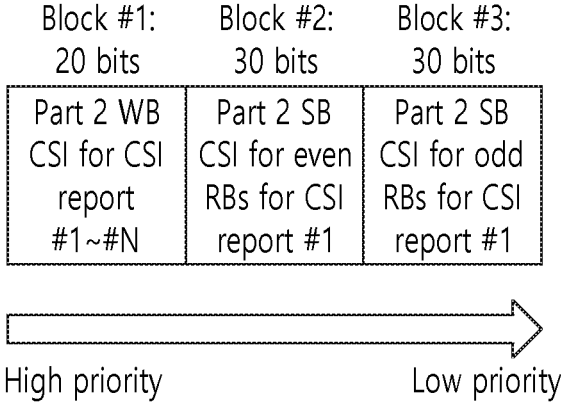 Block #1:
20 bits
Block #2:
30 bits
Block #3:
30 bits
Part 2 WB
CSI for CSI
report
#1~#N
Part 2 SB
CSI for even
RBs for CSI
report #1
Part 2 SB
CSI for odd
RBs for CSI
report #1
High priority
Low priority